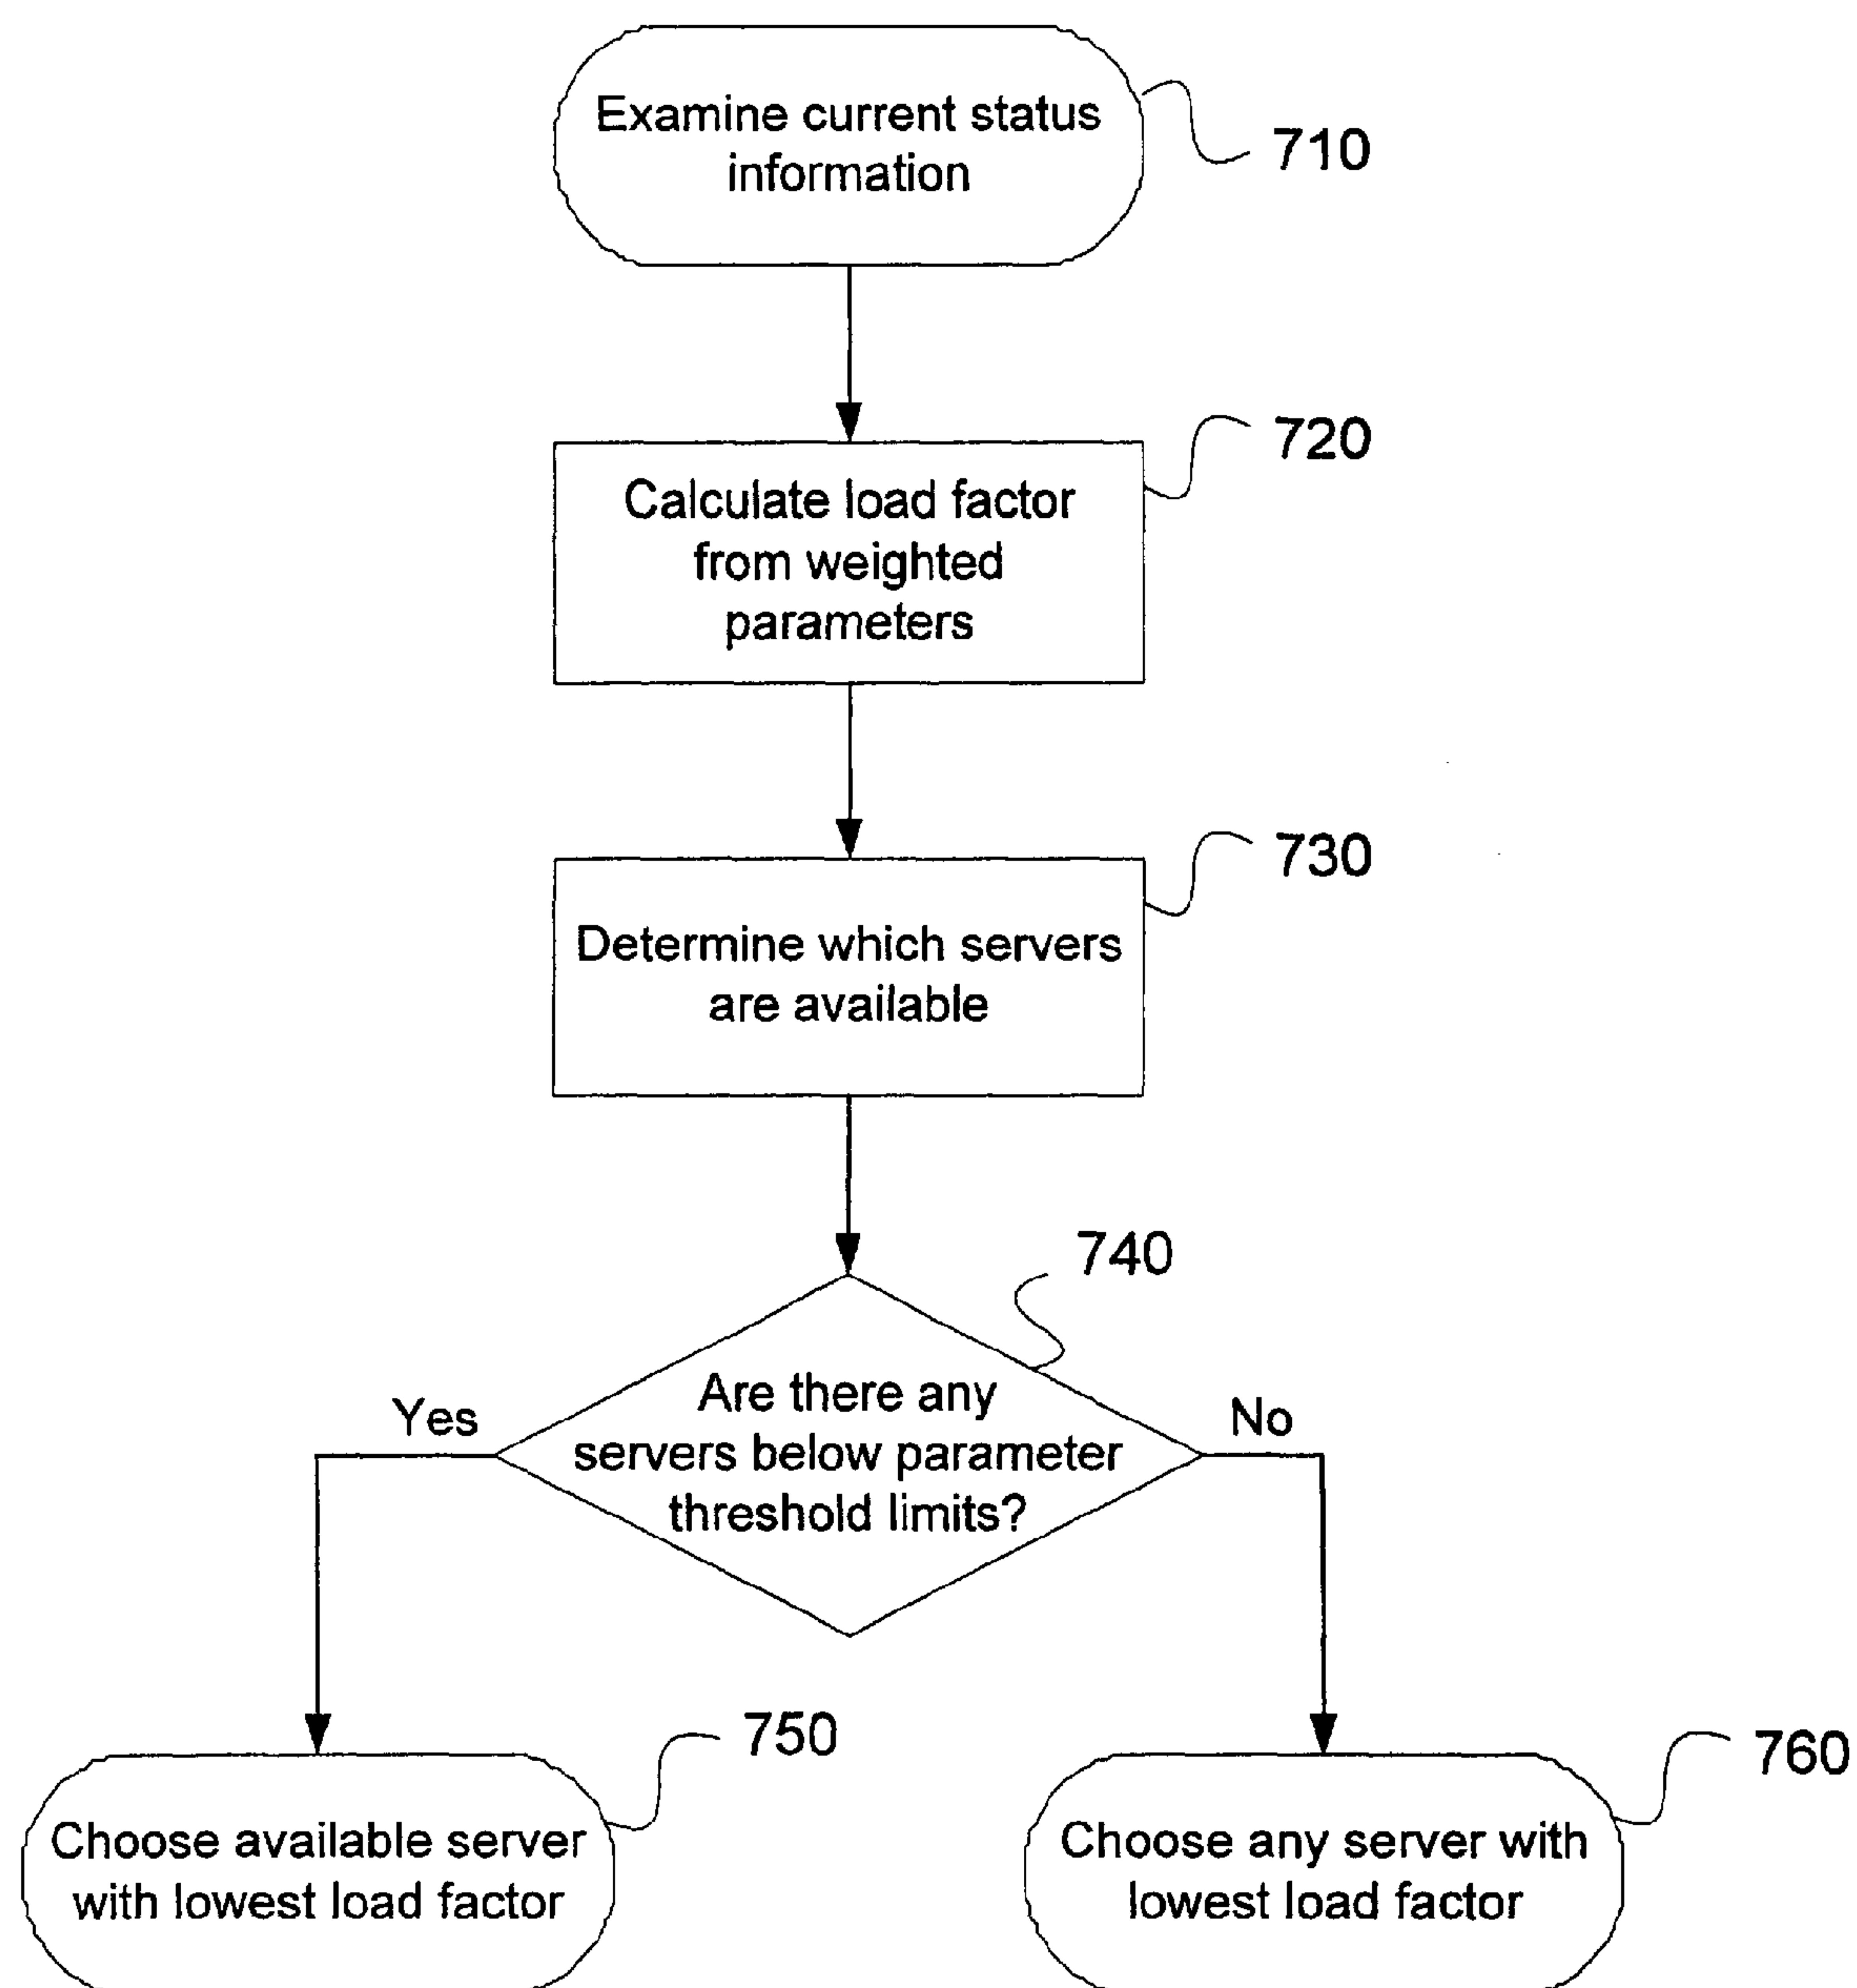 Examine current status
information
710
Calculate load factor
from weighted
parameters
720
Determine which servers
are available
730
740
Are there any
servers below parameter
threshold limits?
Yes
No
750
Choose available server
with lowest load factor
760
Choose any server with
lowest load factor